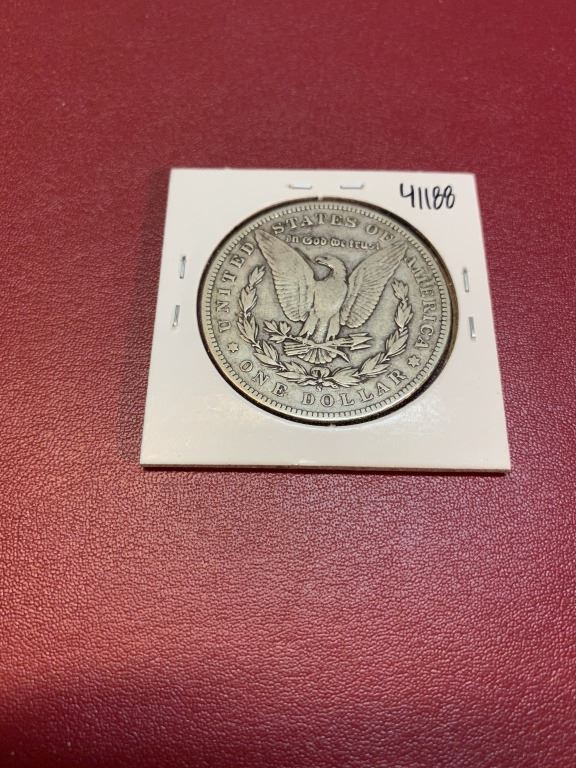 41188
UNITED STATES OF AMERICA
In God we trust
S
ONE DOLLAR